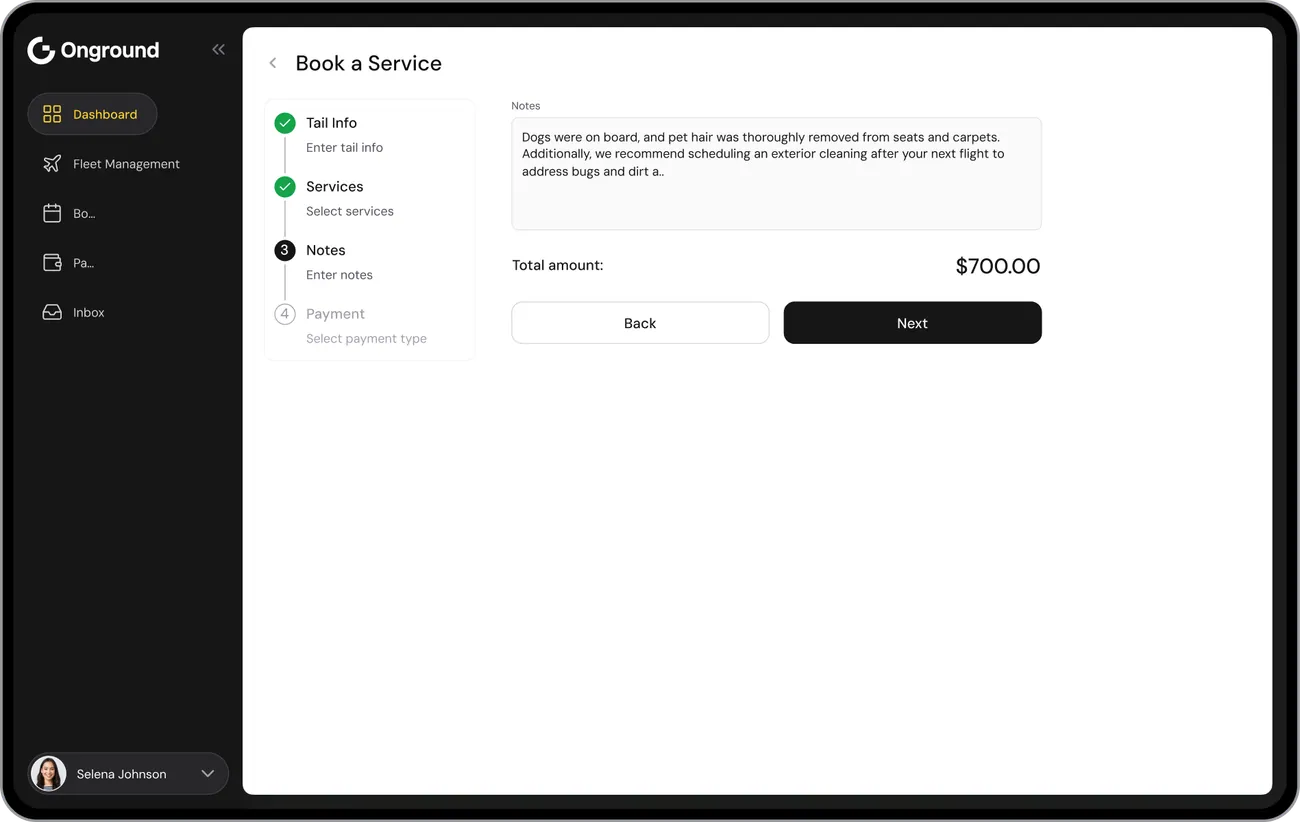 Onground
Dashboard
Fleet Management
Bo...
Pa...
Inbox
Selena Johnson
Book a Service
Tail Info
Enter tail info
Services
Select services
3
Notes
Enter notes
4
Payment
Select payment type
Notes
Dogs were on board, and pet hair was thoroughly removed from seats and carpets.
Additionally, we recommend scheduling an exterior cleaning after your next flight to
address bugs and dirt a..
Total amount:
$700.00
Back
Next